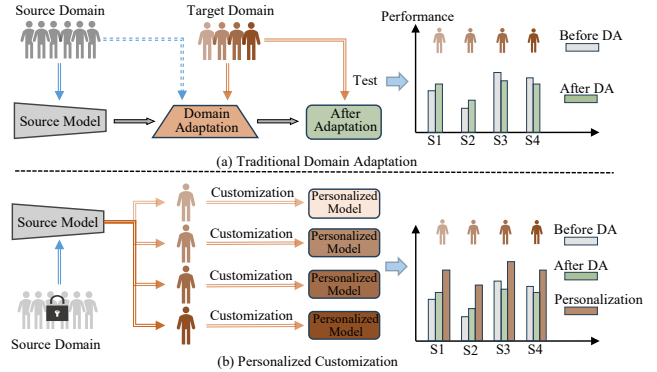 Source Domain
Target Domain
Source Model
Domain
Adaptation
After
Adaptation
Test
Performance
Before DA
After DA
S1 S2 S3 S4
(a) Traditional Domain Adaptation
Source Model
Source Domain
Customization
Personalized
Model
Customization
Personalized
Model
Customization
Personalized
Model
Customization
Personalized
Model
Before DA
After DA
Personalization
S1 S2 S3 S4
(b) Personalized Customization